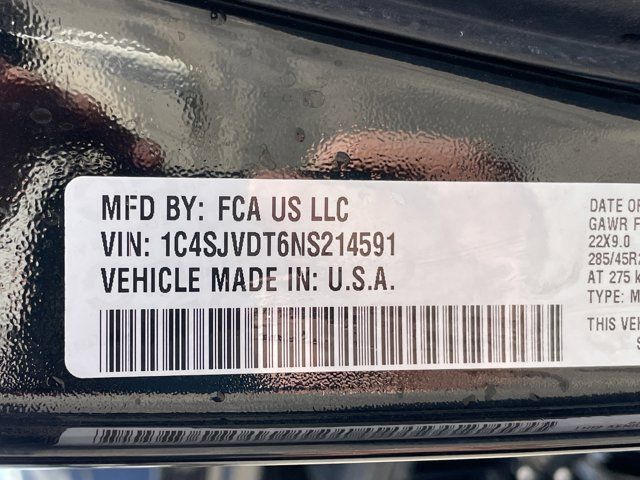 MFD BY: FCA US LLC
VIN: 1C4SJVDT6NS214591
VEHICLE MADE IN: U.S.A.
DATE OF
GAWR F
22X9.0
285/45R2
AT 275 k
TYPE: M
THIS VEH
S